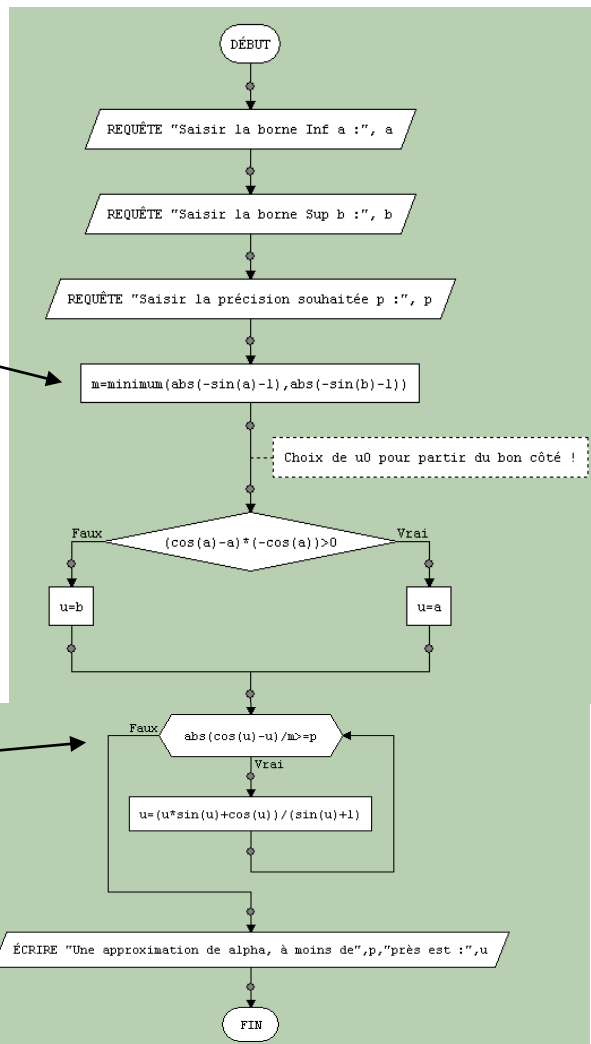 DÉBUT
REQUÊTE "Saisir la borne Inf a :", a
REQUÊTE "Saisir la borne Sup b :", b
REQUÊTE "Saisir la précision souhaitée p :", p
m=minimum(abs(-sin(a)-1),abs(-sin(b)-1))
Choix de u0 pour partir du bon côté !
Faux
(cos(a)-a)*(-cos(a))>0
Vrai
u=b
u=a
Faux
abs(cos(u)-u)/m>=p
Vrai
u=(u*sin(u)+cos(u))/(sin(u)+1)
ÉCRIRE "Une approximation de alpha, à moins de",p,"près est :",u
FIN